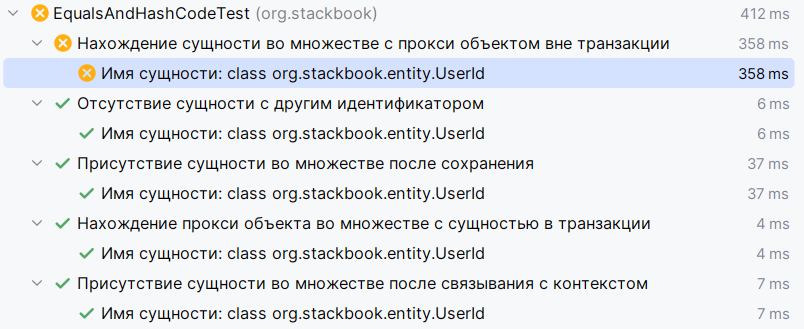 EqualsAndHashCodeTest (org.stackbook) 412 ms
Нахождение сущности во множестве с прокси объектом вне транзакции 358 ms
Имя сущности: class org.stackbook.entity.UserId 358 ms
Отсутствие сущности с другим идентификатором 6 ms
Имя сущности: class org.stackbook.entity.UserId 6 ms
Присутствие сущности во множестве после сохранения 37 ms
Имя сущности: class org.stackbook.entity.UserId 37 ms
Нахождение прокси объекта во множестве с сущностью в транзакции 4 ms
Имя сущности: class org.stackbook.entity.UserId 4 ms
Присутствие сущности во множестве после связывания с контекстом 7 ms
Имя сущности: class org.stackbook.entity.UserId 7 ms